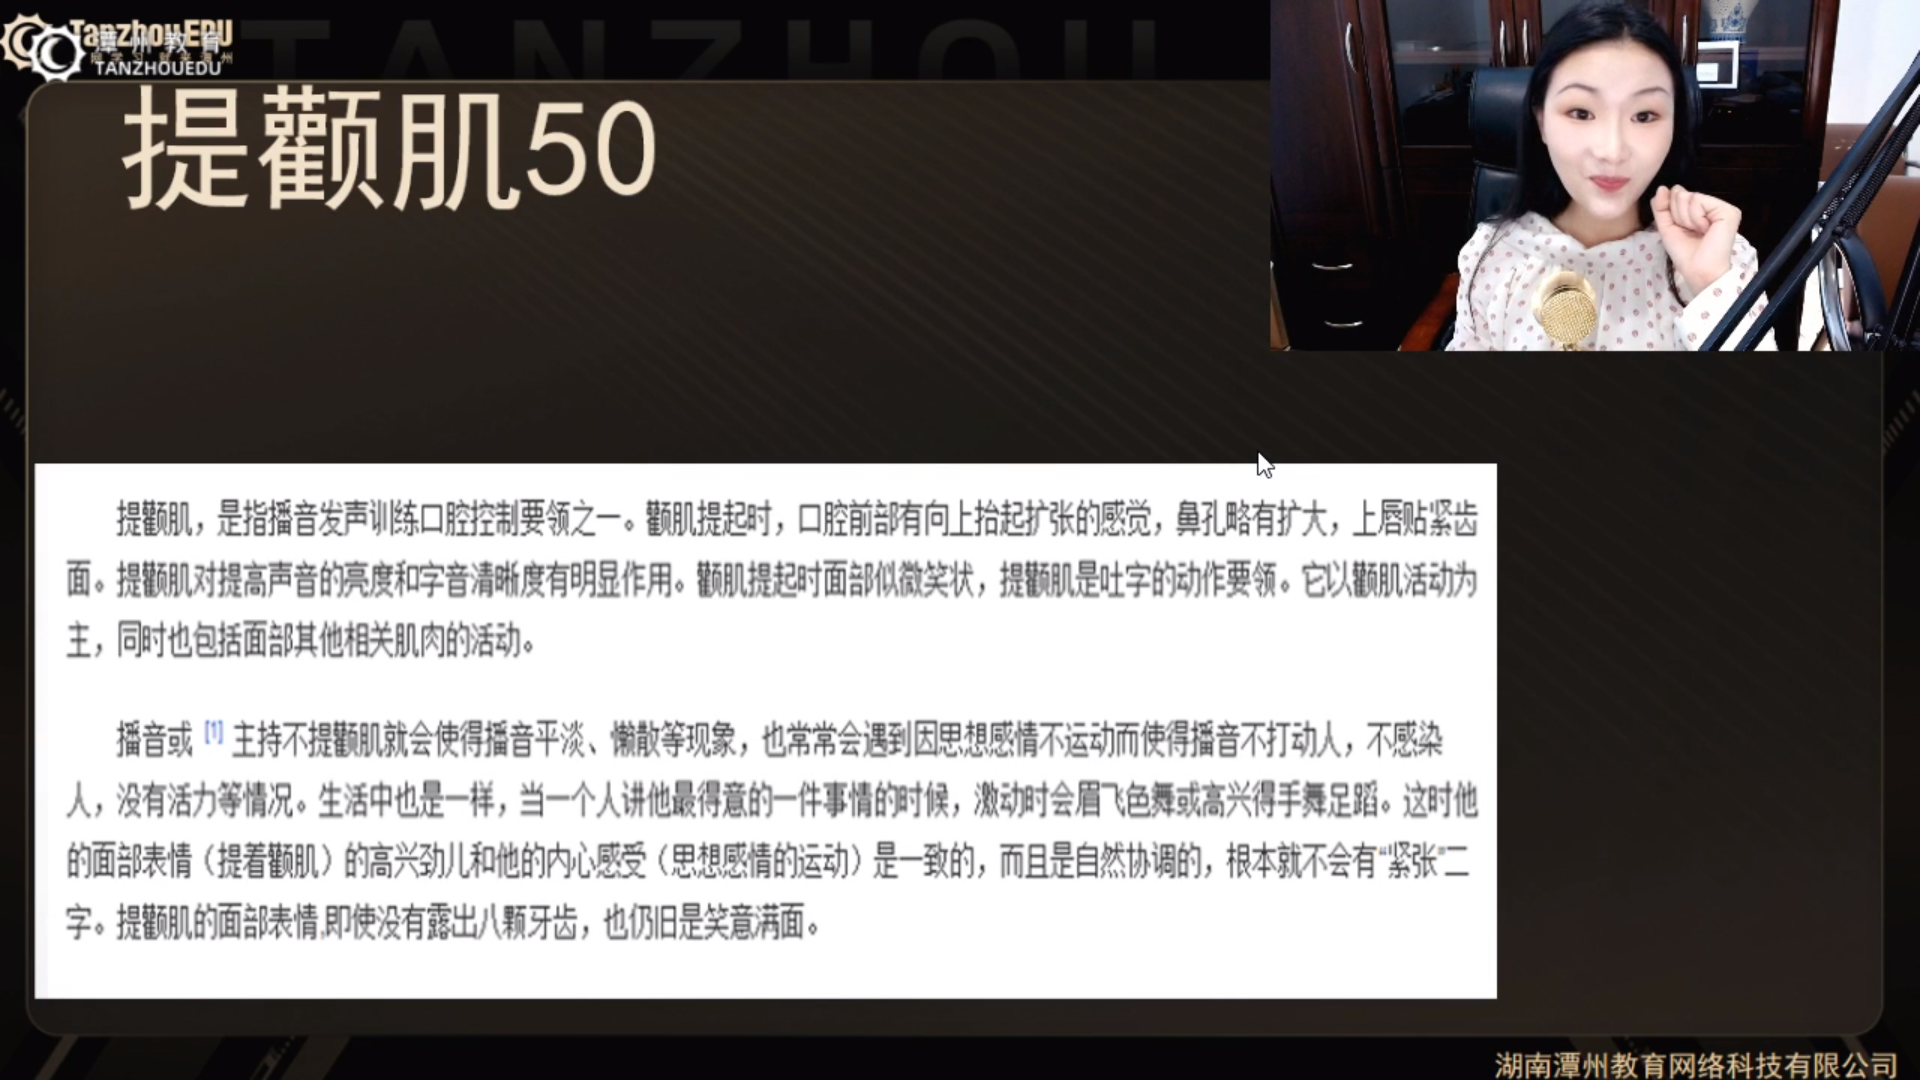 TanzhouEDU
潭州教育
TANZHOUEDU
TANZHOU
提颧肌50
提颧肌，是指播音发声训练口腔控制要领之一。颧肌提起时，口腔前部有向上抬起扩张的感觉，鼻孔略有扩大，上唇贴紧齿
面。提颧肌对提高声音的亮度和字音清晰度有明显作用。颧肌提起时面部似微笑状，提颧肌是吐字的动作要领。它以颧肌活动为
主，同时也包括面部其他相关肌肉的活动。
播音或 [1] 主持不提颧肌就会使得播音平淡、懒散等现象，也常常会遇到因思想感情不运动而使得播音不打动人，不感染
人，没有活力等情况。生活中也是一样，当一个人讲他最得意的一件事情的时候，激动时会眉飞色舞或高兴得手舞足蹈。这时他
的面部表情（提着颧肌）的高兴劲儿和他的内心感受（思想感情的运动）是一致的，而且是自然协调的，根本就不会有“紧张”二
字。提颧肌的面部表情,即使没有露出八颗牙齿，也仍旧是笑意满面。
湖南潭州教育网络科技有限公司